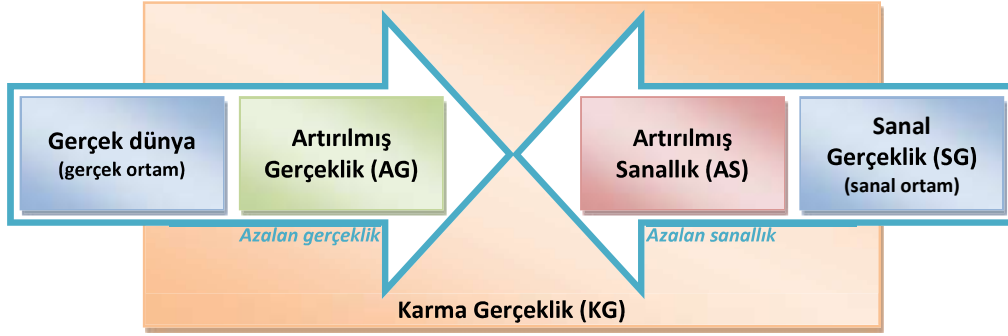 Gerçek dünya
(gerçek ortam)
Artırılmış
Gerçeklik (AG)
Artırılmış
Sanallık (AS)
Sanal
Gerçeklik (SG)
(sanal ortam)
Azalan gerçeklik
Azalan sanallık
Karma Gerçeklik (KG)